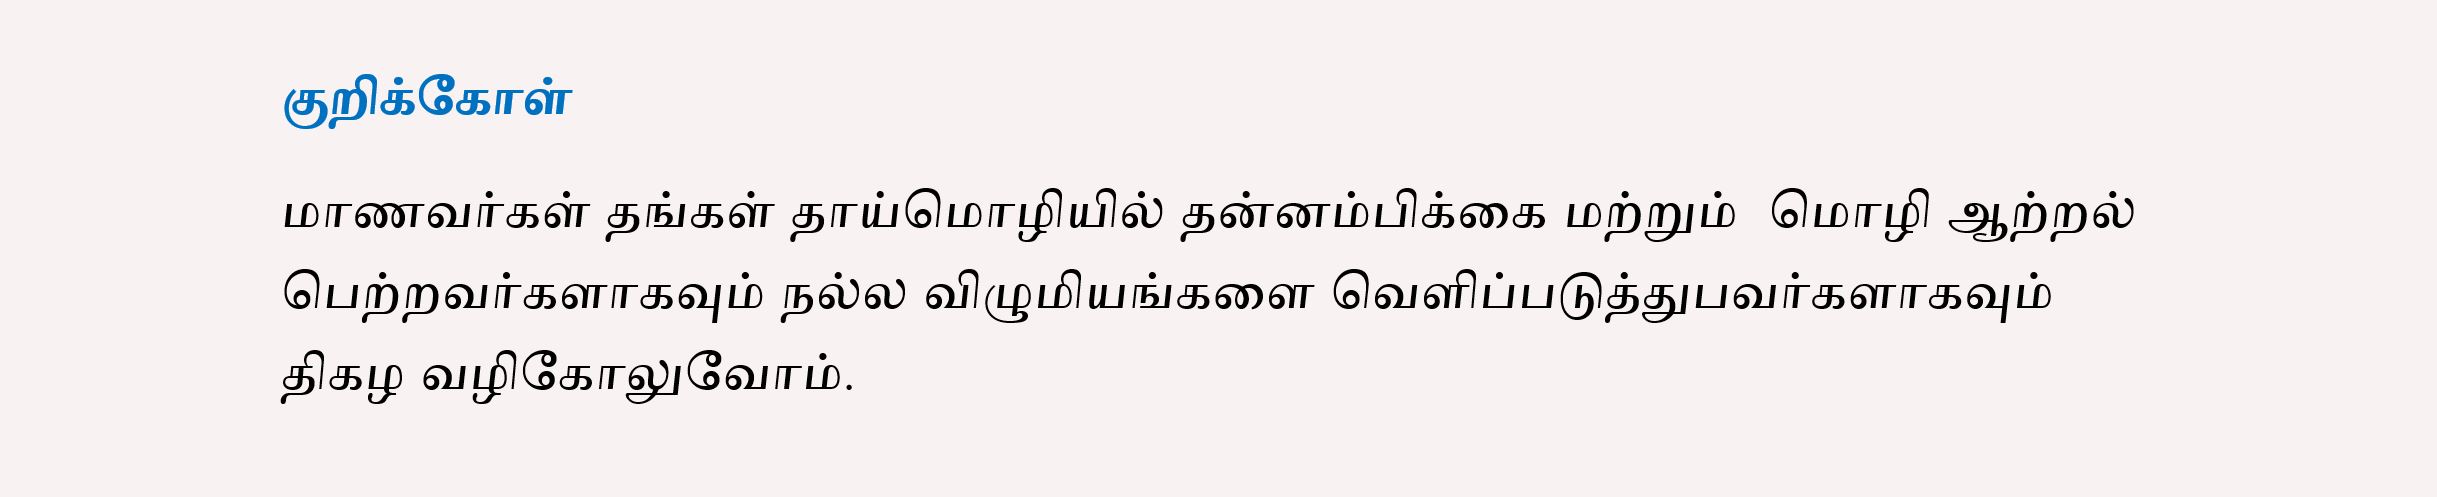 குறிக்கோள்
மாணவர்கள் தங்கள் தாய்மொழியில் தன்னம்பிக்கை மற்றும் மொழி ஆற்றல்
பெற்றவர்களாகவும் நல்ல விழுமியங்களை வெளிப்படுத்துபவர்களாகவும்
திகழ வழிகோலுவோம்.